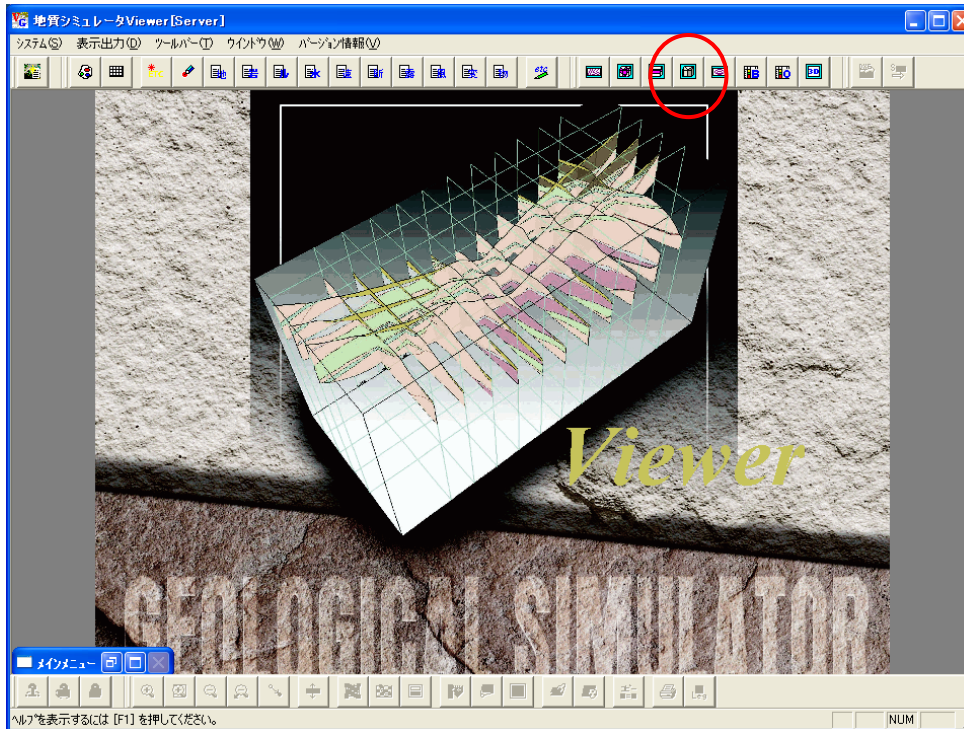 地質シミュレータViewer[Server]
システム(S) 表示出力(D) ツールバー(T) ウインドウ(W) バージョン情報(V)
etc
3-D
Viewer
GEOLOGICAL SIMULATOR
メインメニュー
ヘルプを表示するには [F1] を押してください。
NUM